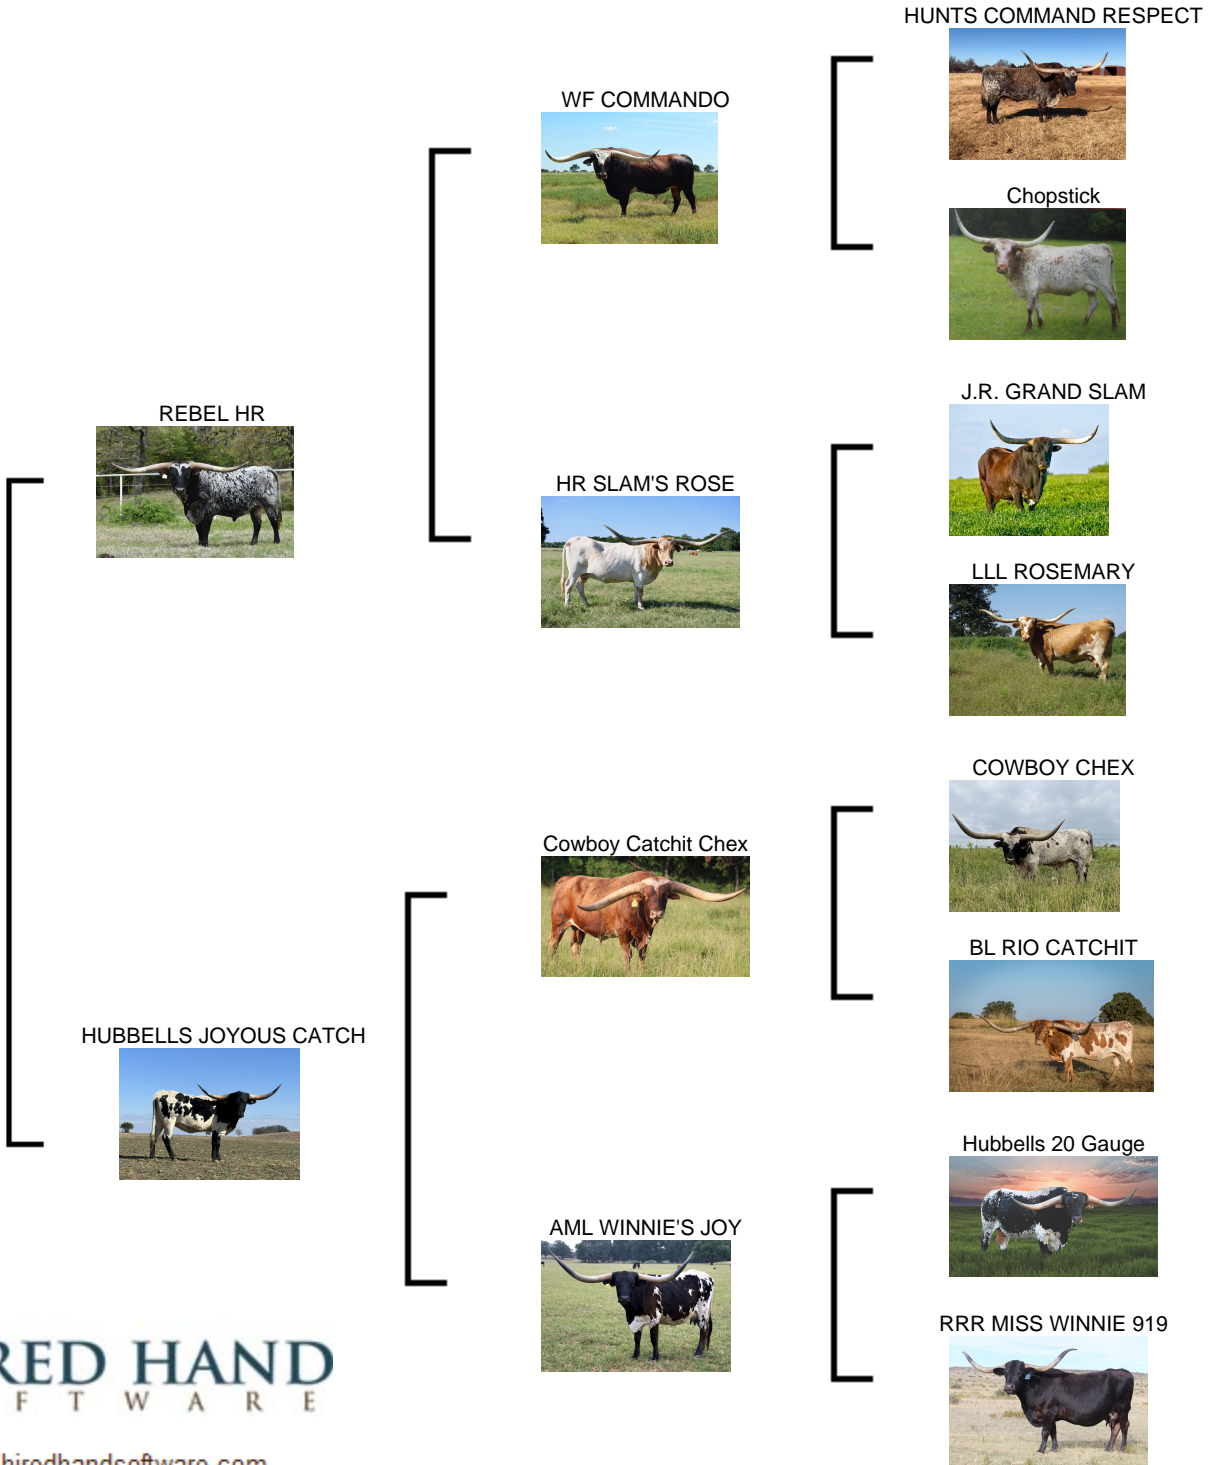 HUNTS COMMAND RESPECT
WF COMMANDO
Chopstick
REBEL HR
J.R. GRAND SLAM
HR SLAM'S ROSE
LLL ROSEMARY
COWBOY CHEX
Cowboy Catchit Chex
BL RIO CATCHIT
HUBBELLS JOYOUS CATCH
Hubbells 20 Gauge
AML WINNIE'S JOY
RRR MISS WINNIE 919
RED HAND
F T W A R E
hiredhandsoftware.com